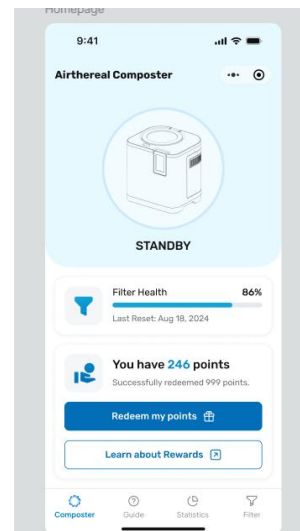 Homepage
9:41
Airthereal Composter
STANDBY
Filter Health 86%
Last Reset: Aug 18, 2024
You have 246 points
Successfully redeemed 999 points.
Redeem my points
Learn about Rewards
Composter Guide Statistics Filter